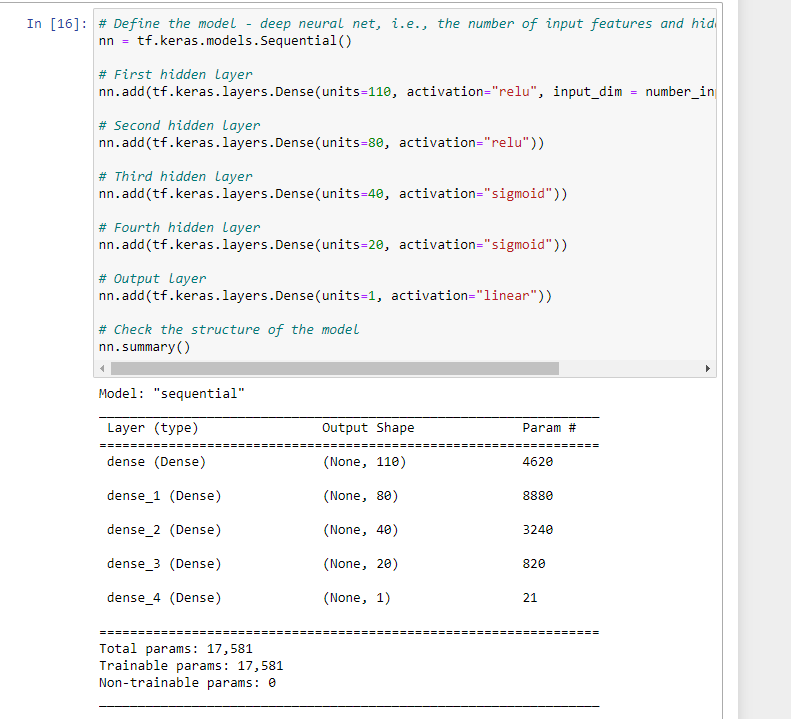 In [16]: # Define the model - deep neural net, i.e., the number of input features and
nn = tf.keras.models.Sequential()
# First hidden layer
nn.add(tf.keras.layers.Dense(units=110, activation="relu", input_dim = number_in
# Second hidden layer
nn.add(tf.keras.layers.Dense(units=80, activation="relu"))
# Third hidden layer
nn.add(tf.keras.layers.Dense(units=40, activation="sigmoid"))
# Fourth hidden layer
nn.add(tf.keras.layers.Dense(units=20, activation="sigmoid"))
# Output layer
nn.add(tf.keras.layers.Dense(units=1, activation="linear"))
# Check the structure of the model
nn.summary()
Model: "sequential"
Layer (type) Output Shape Param #
dense (Dense) (None, 110) 4620
dense_1 (Dense) (None, 80) 8880
dense_2 (Dense) (None, 40) 3240
dense_3 (Dense) (None, 20) 820
dense_4 (Dense) (None, 1) 21
Total params: 17,581
Trainable params: 17,581
Non-trainable params: 0